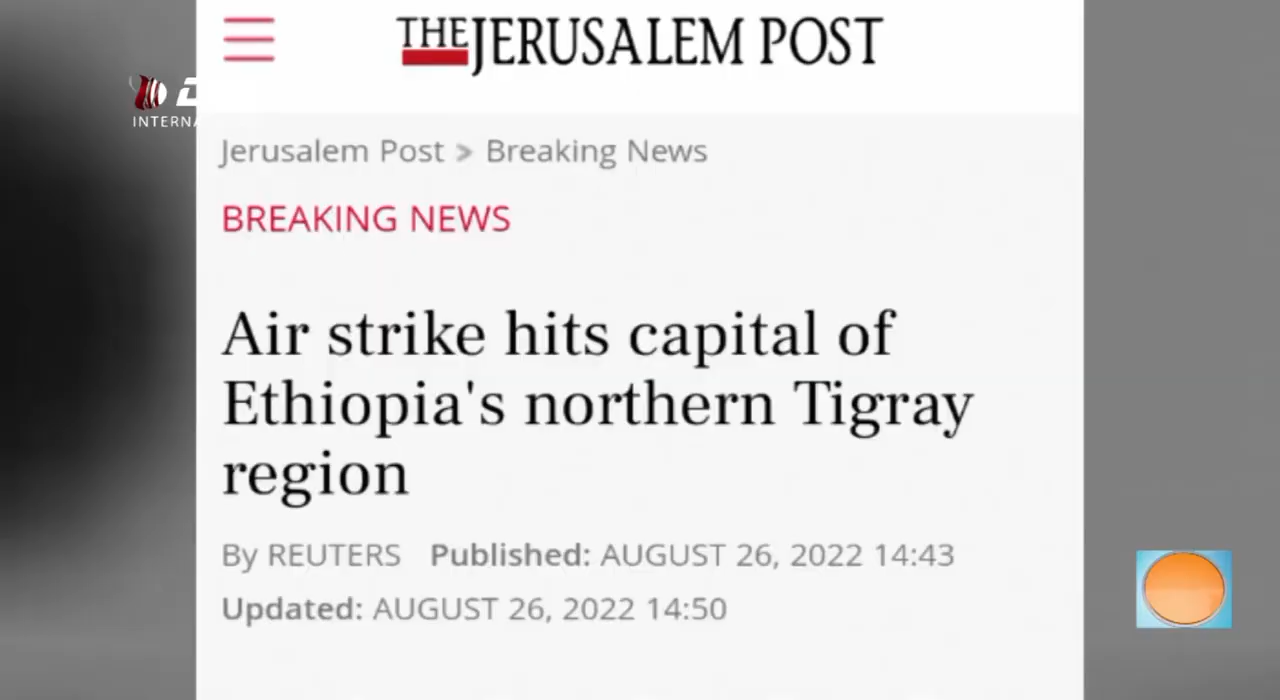 THE JERUSALEM POST
INTERNA
Jerusalem Post > Breaking News
BREAKING NEWS
Air strike hits capital of
Ethiopia's northern Tigray
region
By REUTERS Published: AUGUST 26, 2022 14:43
Updated: AUGUST 26, 2022 14:50